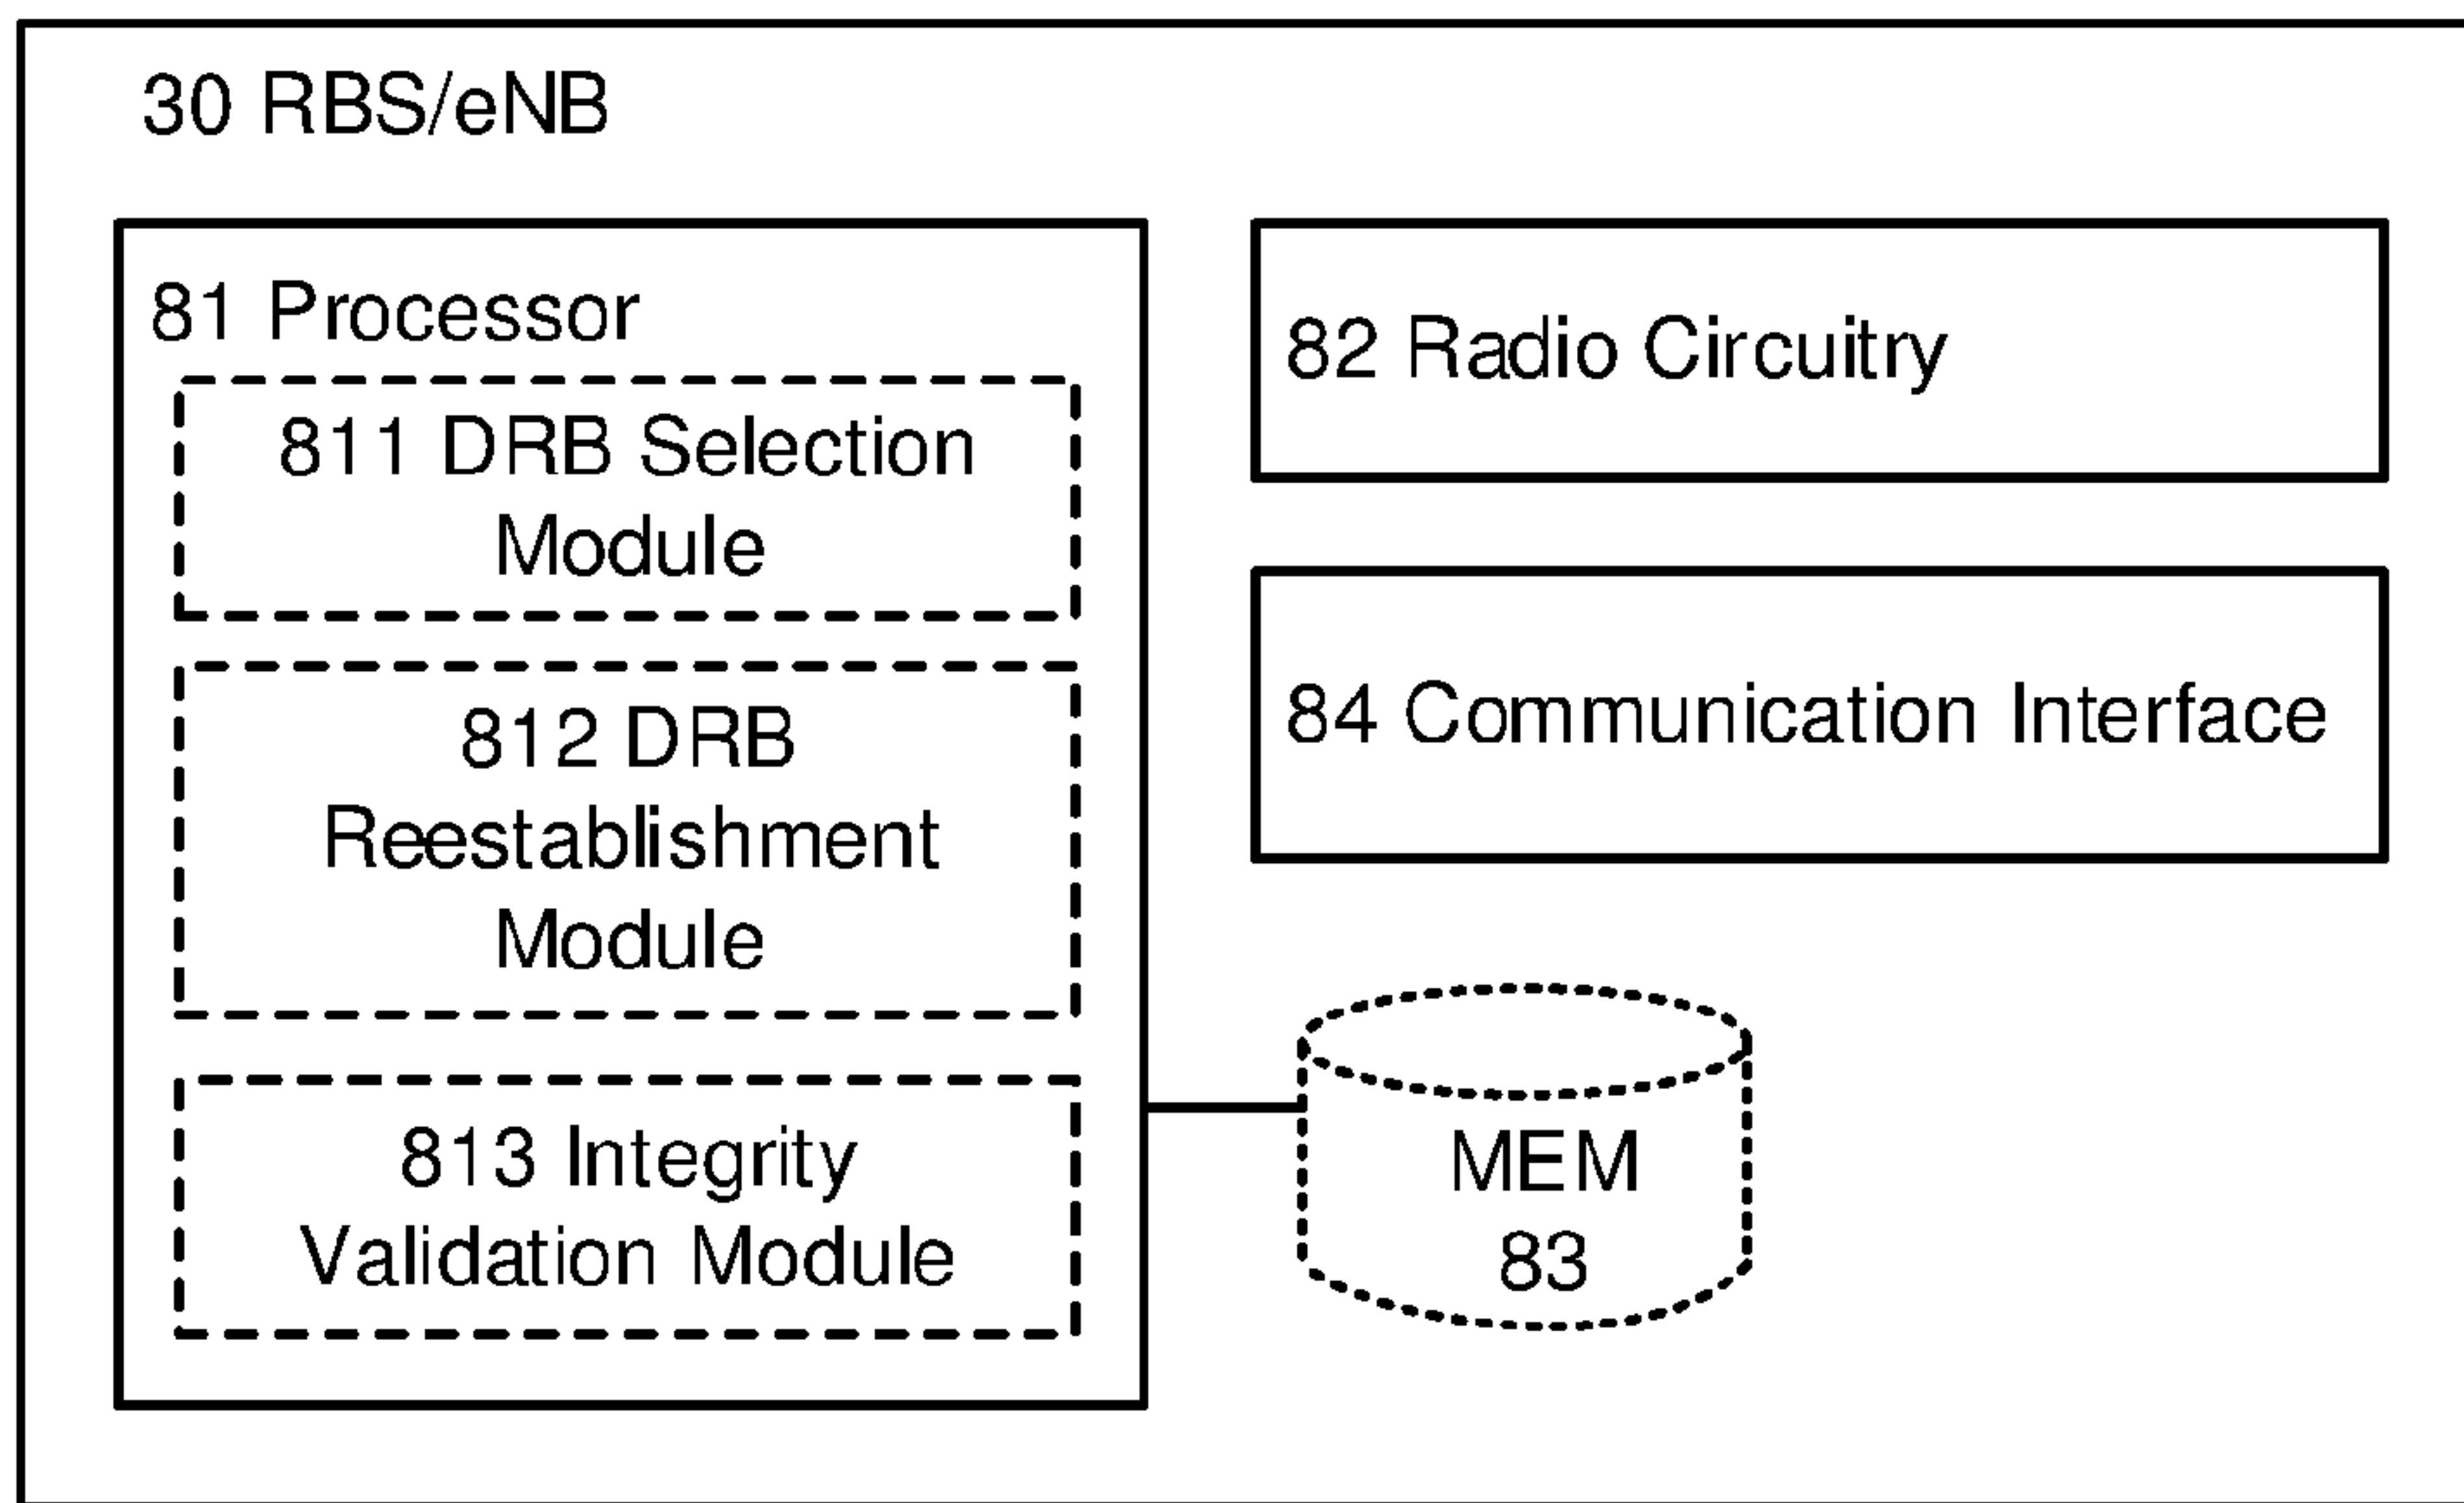 30 RBS/eNB
81 Processor
811 DRB Selection
Module
812 DRB
Reestablishment
Module
813 Integrity
Validation Module
82 Radio Circuitry
84 Communication Interface
MEM
83